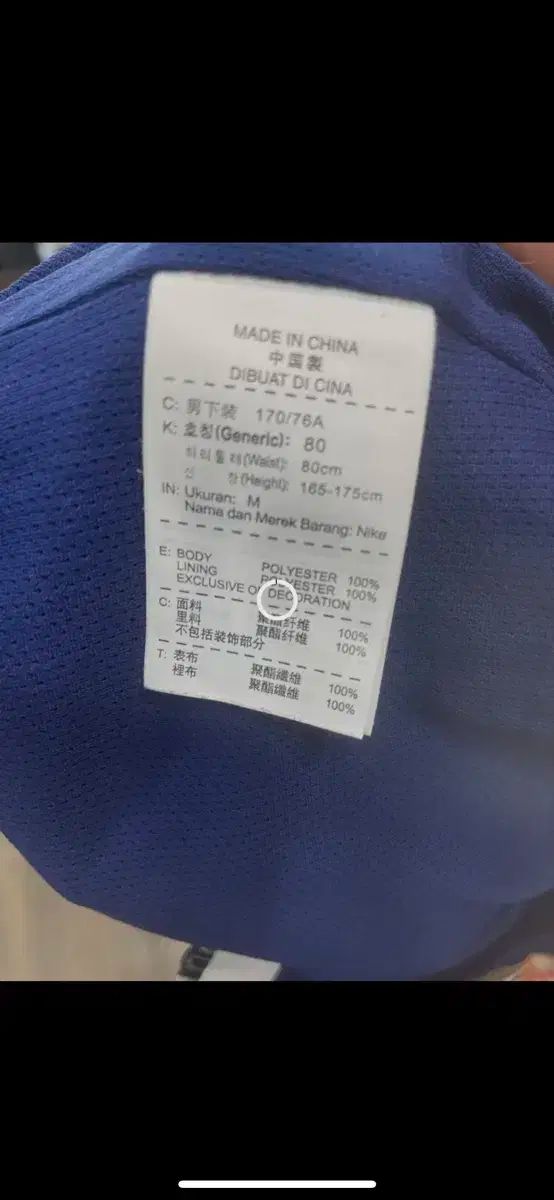 MADE IN CHINA
中国製
DIBUAT DI CINA
C: 男下装 170/76A
K: 호칭(Generic): 80
허리둘레(Waist): 80cm
신 장(Height): 165-175cm
IN: Ukuran: M
Nama dan Merek Barang: Nike
E: BODY POLYESTER 100%
LINING POLYESTER 100%
EXCLUSIVE OF DECORATION
C: 面料 聚酯纤维 100%
里料 聚酯纤维 100%
不包括装饰部分
T: 表布 聚酯纖維 100%
裡布 聚酯纖維 100%